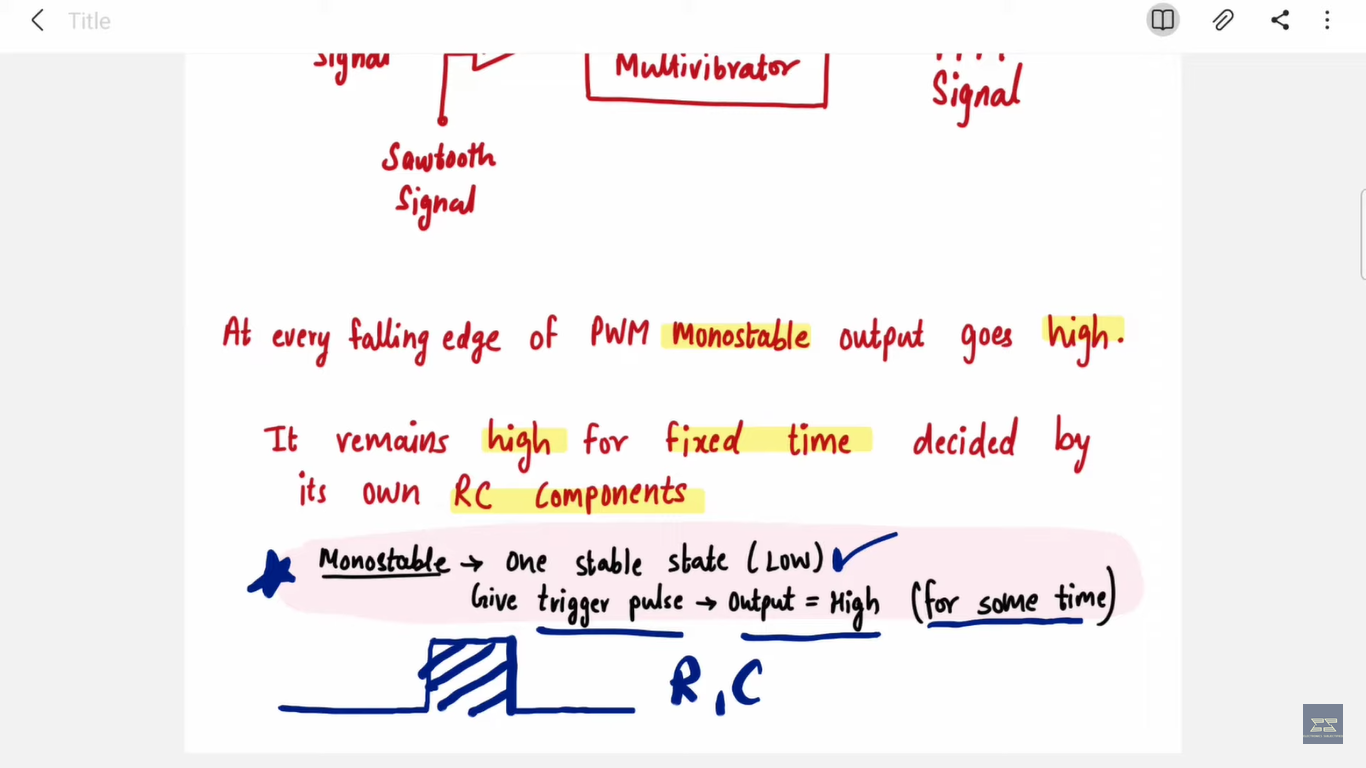 Title
Signal
Multivibrator
Signal
Sawtooth
Signal
At every falling edge of PWM Monostable output goes high.
It remains high for fixed time decided by
its own RC Components
Monostable → One stable state (Low)
Give trigger pulse → Output = High (for some time)
R, C